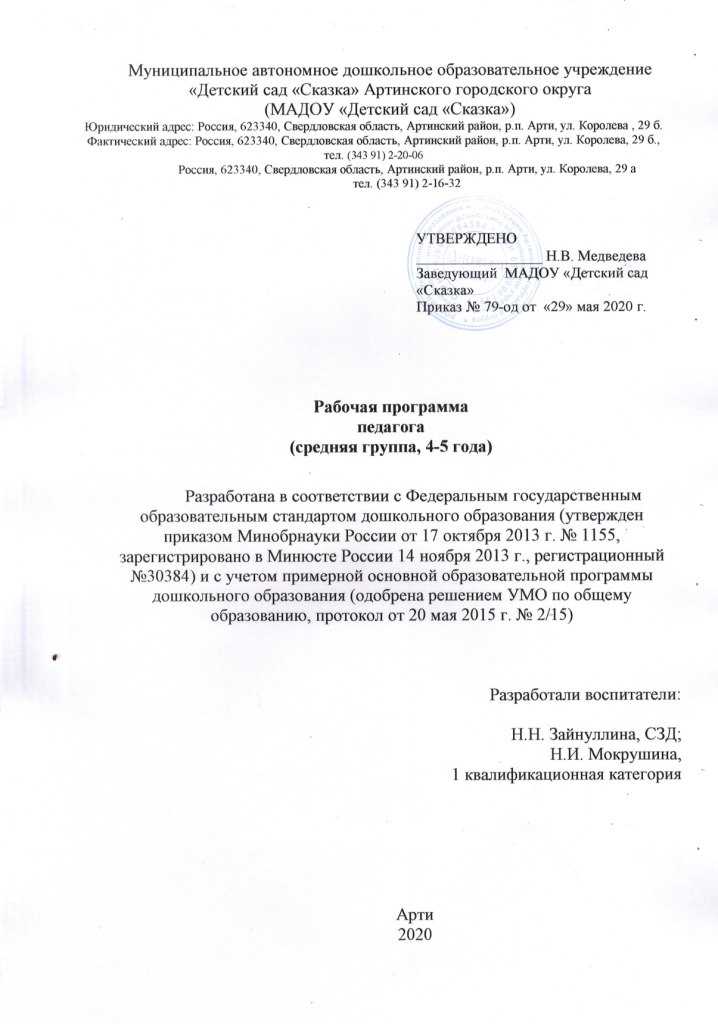 Муниципальное автономное дошкольное образовательное учреждение
«Детский сад «Сказка» Артинского городского округа
(МАДОУ «Детский сад «Сказка»)
Юридический адрес: Россия, 623340, Свердловская область, Артинский район, р.п. Арти, ул. Королева , 29 б.
Фактический адрес: Россия, 623340, Свердловская область, Артинский район, р.п. Арти, ул. Королева, 29 б.,
тел. (343 91) 2-20-06
Россия, 623340, Свердловская область, Артинский район, р.п. Арти, ул. Королева, 29 а
тел. (343 91) 2-16-32
УТВЕРЖДЕНО
________________ Н.В. Медведева
Заведующий МАДОУ «Детский сад
«Сказка»
Приказ № 79-од от «29» мая 2020 г.
Рабочая программа
педагога
(средняя группа, 4-5 года)
Разработана в соответствии с Федеральным государственным
образовательным стандартом дошкольного образования (утвержден
приказом Минобрнауки России от 17 октября 2013 г. № 1155,
зарегистрировано в Минюсте России 14 ноября 2013 г., регистрационный
№30384) и с учетом примерной основной образовательной программы
дошкольного образования (одобрена решением УМО по общему
образованию, протокол от 20 мая 2015 г. № 2/15)
Разработали воспитатели:
Н.Н. Зайнуллина, СЗД;
Н.И. Мокрушина,
1 квалификационная категория
Арти
2020